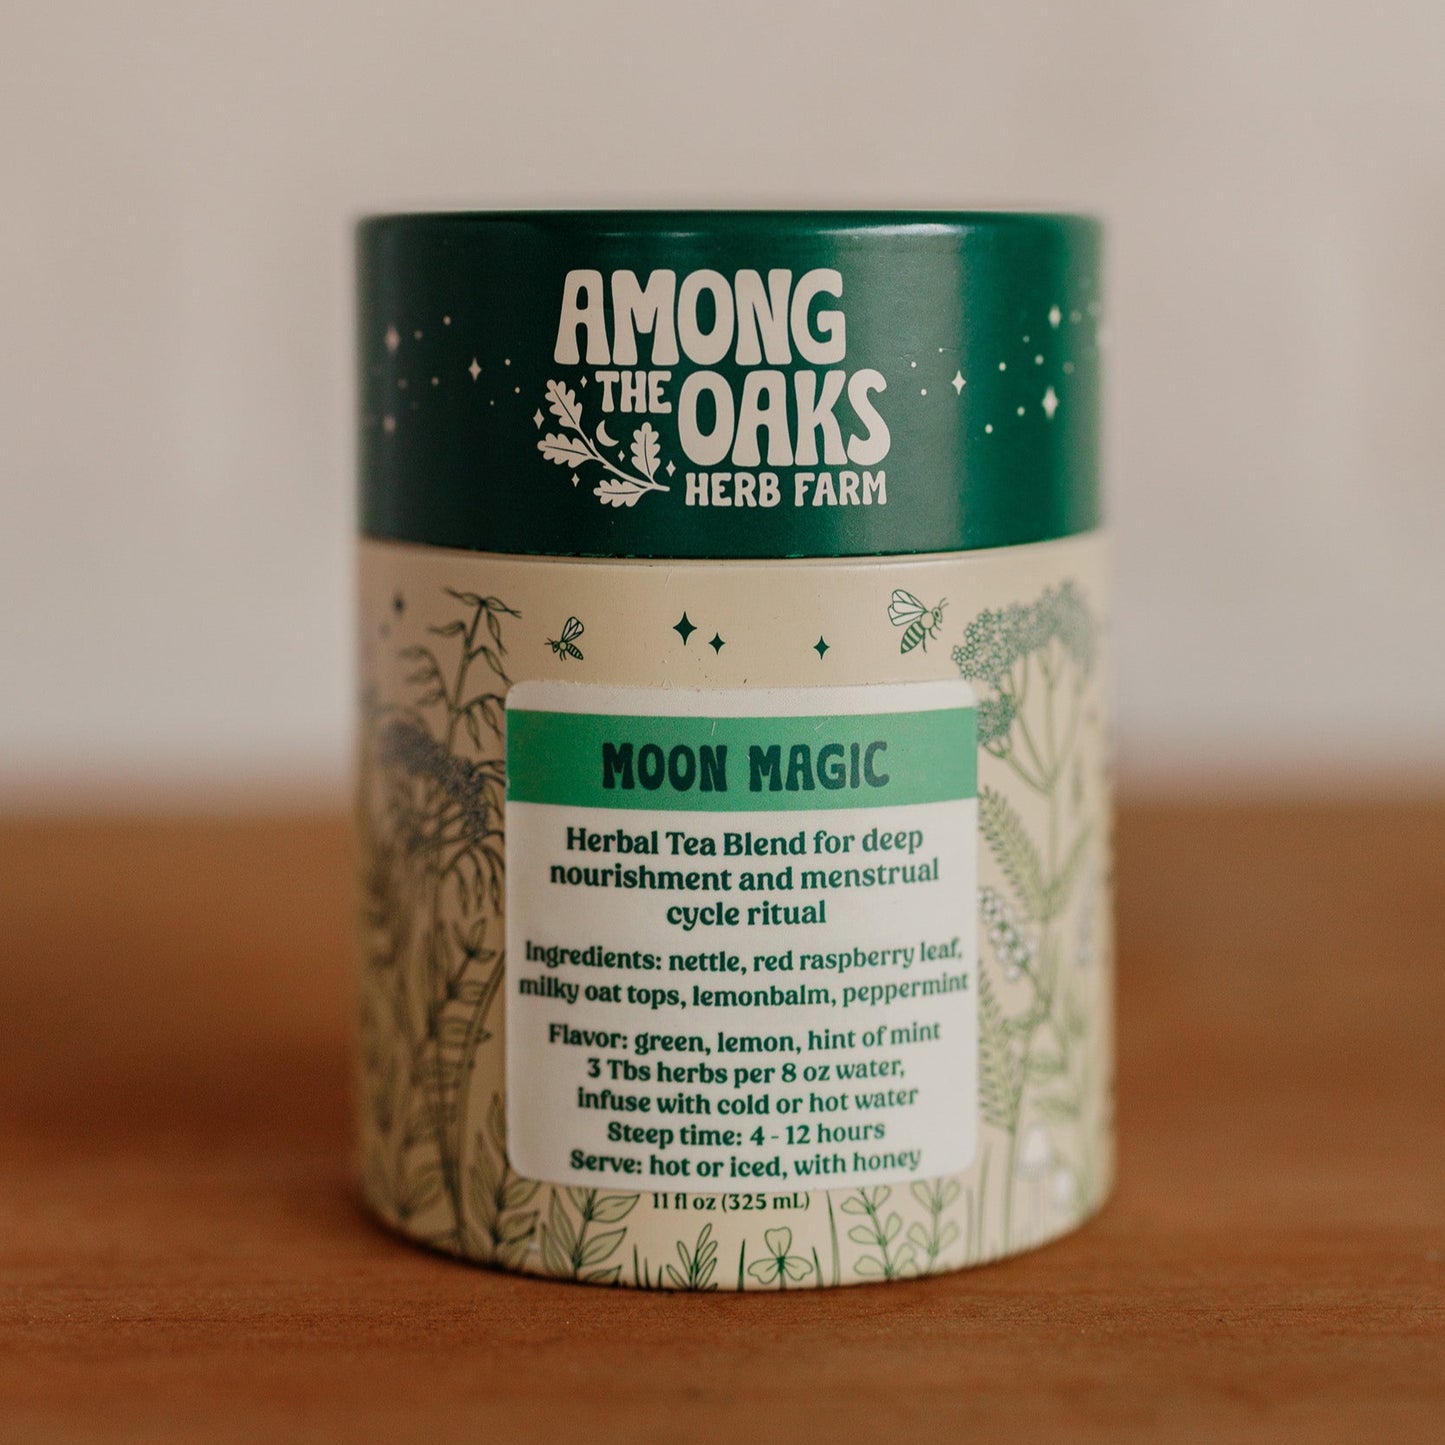 AMONG
THE OAKS
HERB FARM
MOON MAGIC
Herbal Tea Blend for deep
nourishment and menstrual
cycle ritual
Ingredients: nettle, red raspberry leaf,
milky oat tops, lemonbalm, peppermint
Flavor: green, lemon, hint of mint
3 Tbs herbs per 8 oz water,
infuse with cold or hot water
Steep time: 4 - 12 hours
Serve: hot or iced, with honey
11 fl oz (325 mL)